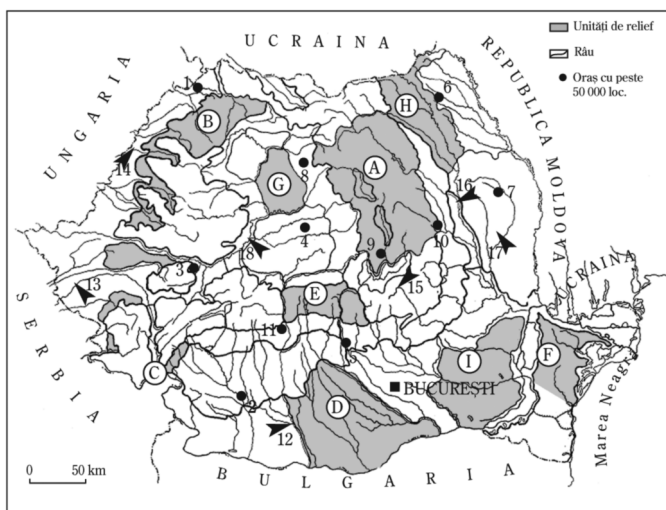 UCRAINA
Unități de relief
Râu
Oraș cu peste
50 000 loc.
UNGARIA
REPUBLICA MOLDOVA
1
B
H
6
14
G
8
A
16
7
4
18
10
17
9
3
13
E
15
UCRAINA
SERBIA
11
C
5
I
F
BUCUREȘTI
2
D
12
Marea Neagră
0 50 km
BULGARIA